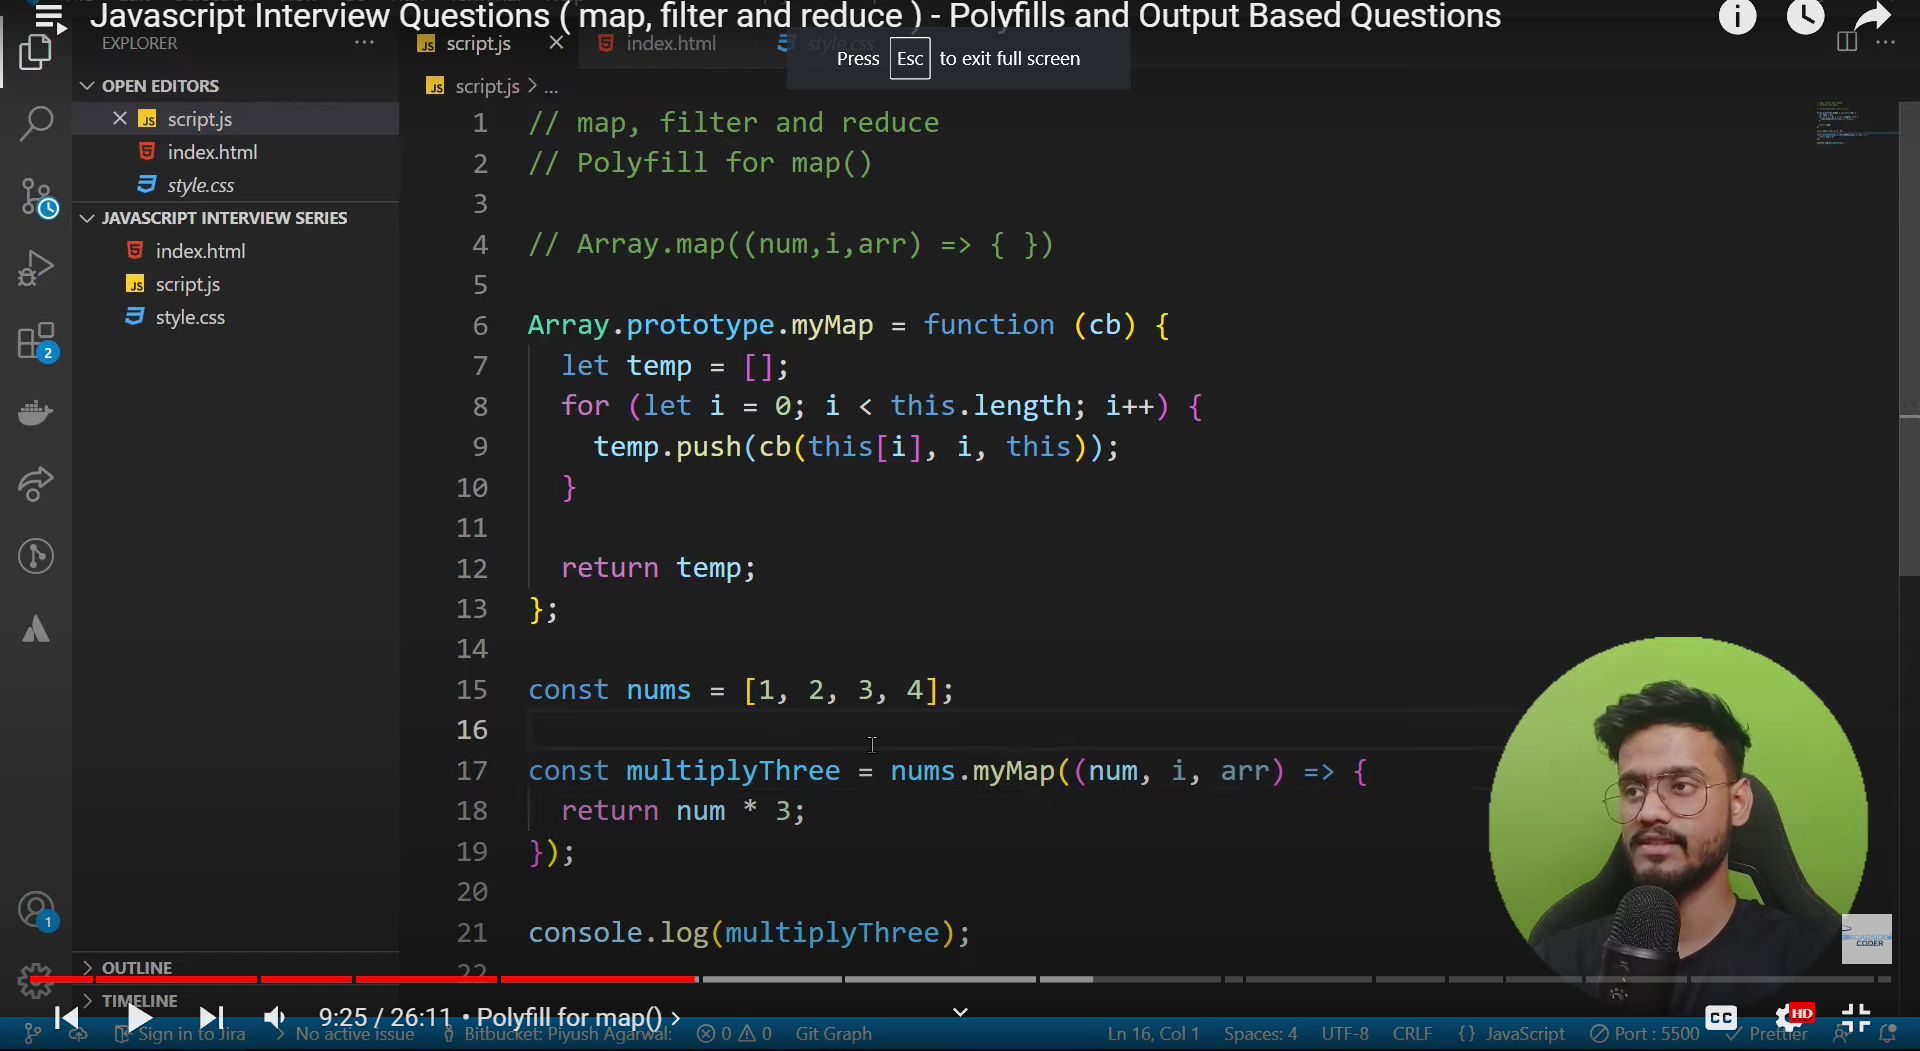 Javascript Interview Questions ( map, filter and reduce ) - Polyfills and Output Based Questions
EXPLORER
script.js
index.html
style.css
Press Esc to exit full screen
OPEN EDITORS
script.js
index.html
style.css
JAVASCRIPT INTERVIEW SERIES
index.html
script.js
style.css
script.js > ...
1 // map, filter and reduce
2 // Polyfill for map()
3
4 // Array.map((num,i,arr) => { })
5
6 Array.prototype.myMap = function (cb) {
7 let temp = [];
8 for (let i = 0; i < this.length; i++) {
9 temp.push(cb(this[i], i, this));
10 }
11
12 return temp;
13 };
14
15 const nums = [1, 2, 3, 4];
16
17 const multiplyThree = nums.myMap((num, i, arr) => {
18 return num * 3;
19 });
20
21 console.log(multiplyThree);
22
2
1
OUTLINE
TIMELINE
ROADSIDE
CODER
9:25 / 26:11 • Polyfill for map() >
CC
HD
Sign in to Jira
No active issue
Bitbucket: Piyush Agarwal:
0 0
Git Graph
Ln 16, Col 1
Spaces: 4
UTF-8
CRLF
{ } JavaScript
Port : 5500
Prettier